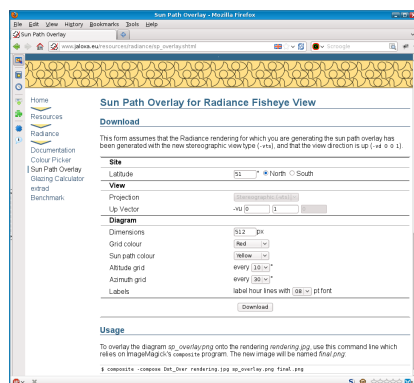 Sun Path Overlay - Mozilla Firefox
File Edit View History Bookmarks Tools Help
Sun Path Overlay
www.jaloxa.eu/resources/radiance/sp_overlay.shtml
Home
Resources
Radiance
Documentation
Colour Picker
Sun Path Overlay
Glazing Calculator
extrad
Benchmark
Sun Path Overlay for Radiance Fisheye View
Download
This form assumes that the Radiance rendering for which you are generating the sun path overlay has
been generated with the new stereographic view type (-vts), and that the view direction is up (-vd 0 0 1).
Site
Latitude 51 ° North South
View
Projection Stereographic (-vts)
Up Vector -vu 0 1
Diagram
Dimensions 512 px
Grid colour Red
Sun path colour Yellow
Altitude grid every 10 °
Azimuth grid every 30 °
Labels label hour lines with 08 pt font
Download
Usage
To overlay the diagram sp_overlay.png onto the rendering rendering.jpg, use this command line which
relies on ImageMagick's composite program. The new image will be named final.png:
$ composite -compose Dst_Over rendering.jpg sp_overlay.png final.png